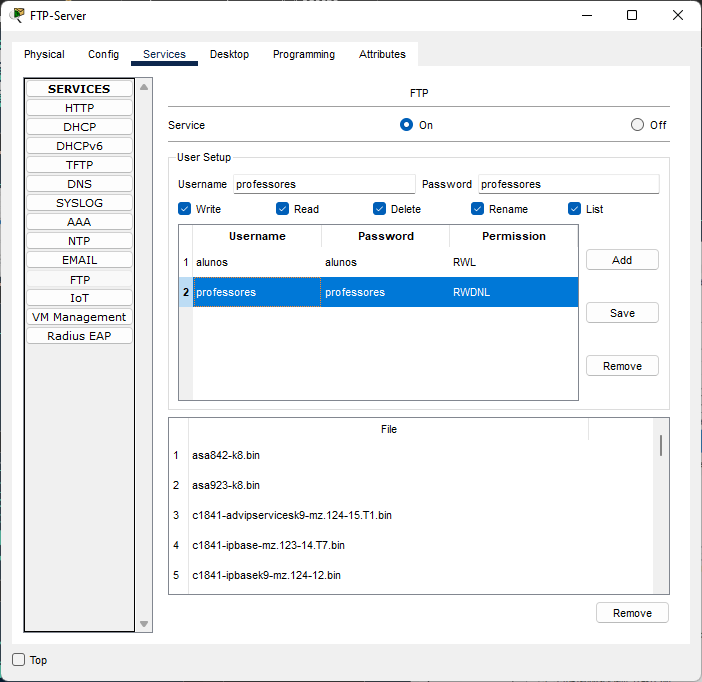 FTP-Server
Physical Config Services Desktop Programming Attributes
SERVICES
HTTP
DHCP
DHCPv6
TFTP
DNS
SYSLOG
AAA
NTP
EMAIL
FTP
IoT
VM Management
Radius EAP
FTP
Service On Off
User Setup
Username professores Password professores
Write Read Delete Rename List
Username Password Permission
1 alunos alunos RWL
2 professores professores RWDNL
Add
Save
Remove
File
1 asa842-k8.bin
2 asa923-k8.bin
3 c1841-advipservicesk9-mz.124-15.T1.bin
4 c1841-ipbase-mz.123-14.T7.bin
5 c1841-ipbasek9-mz.124-12.bin
Remove
Top